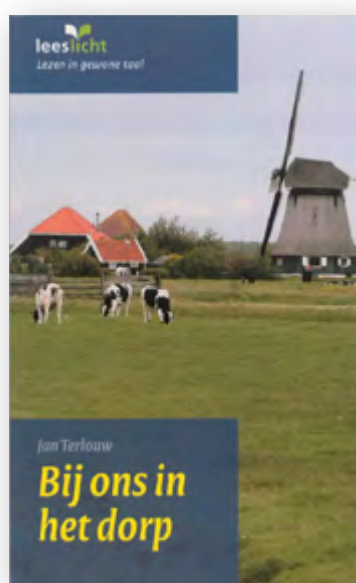 leeslicht
Lezen in gewone taal
Jan Terlouw
Bij ons in
het dorp